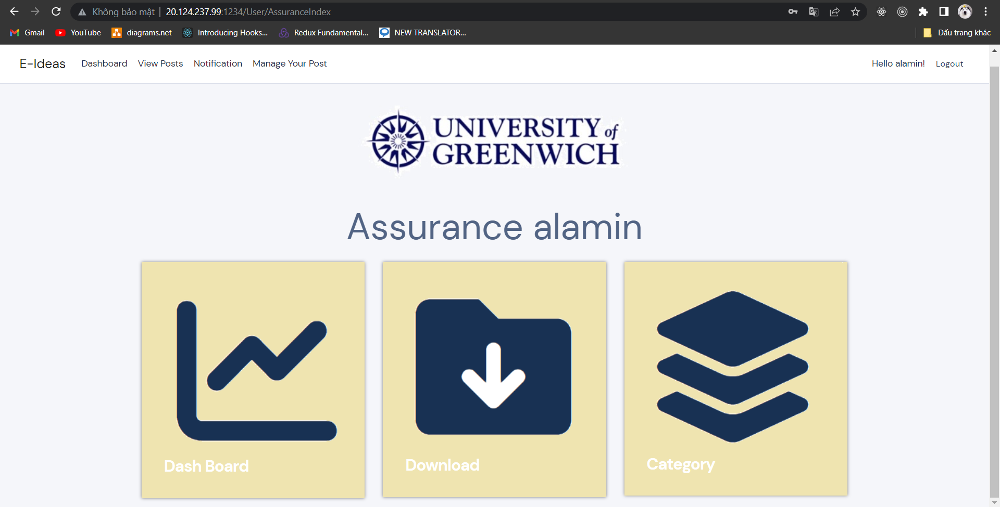 Không bảo mật | 20.124.237.99:1234/User/AssuranceIndex
Gmail YouTube diagrams.net Introducing Hooks... Redux Fundamental... NEW TRANSLATOR... Dấu trang khác
E-Ideas Dashboard View Posts Notification Manage Your Post Hello alamin! Logout
UNIVERSITY of
GREENWICH
Assurance alamin
Dash Board
Download
Category